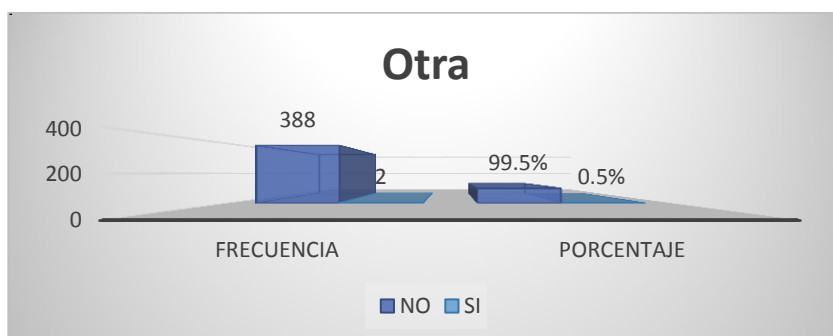 Otra
400
200
0
388
2
99.5%
0.5%
FRECUENCIA
PORCENTAJE
NO SI